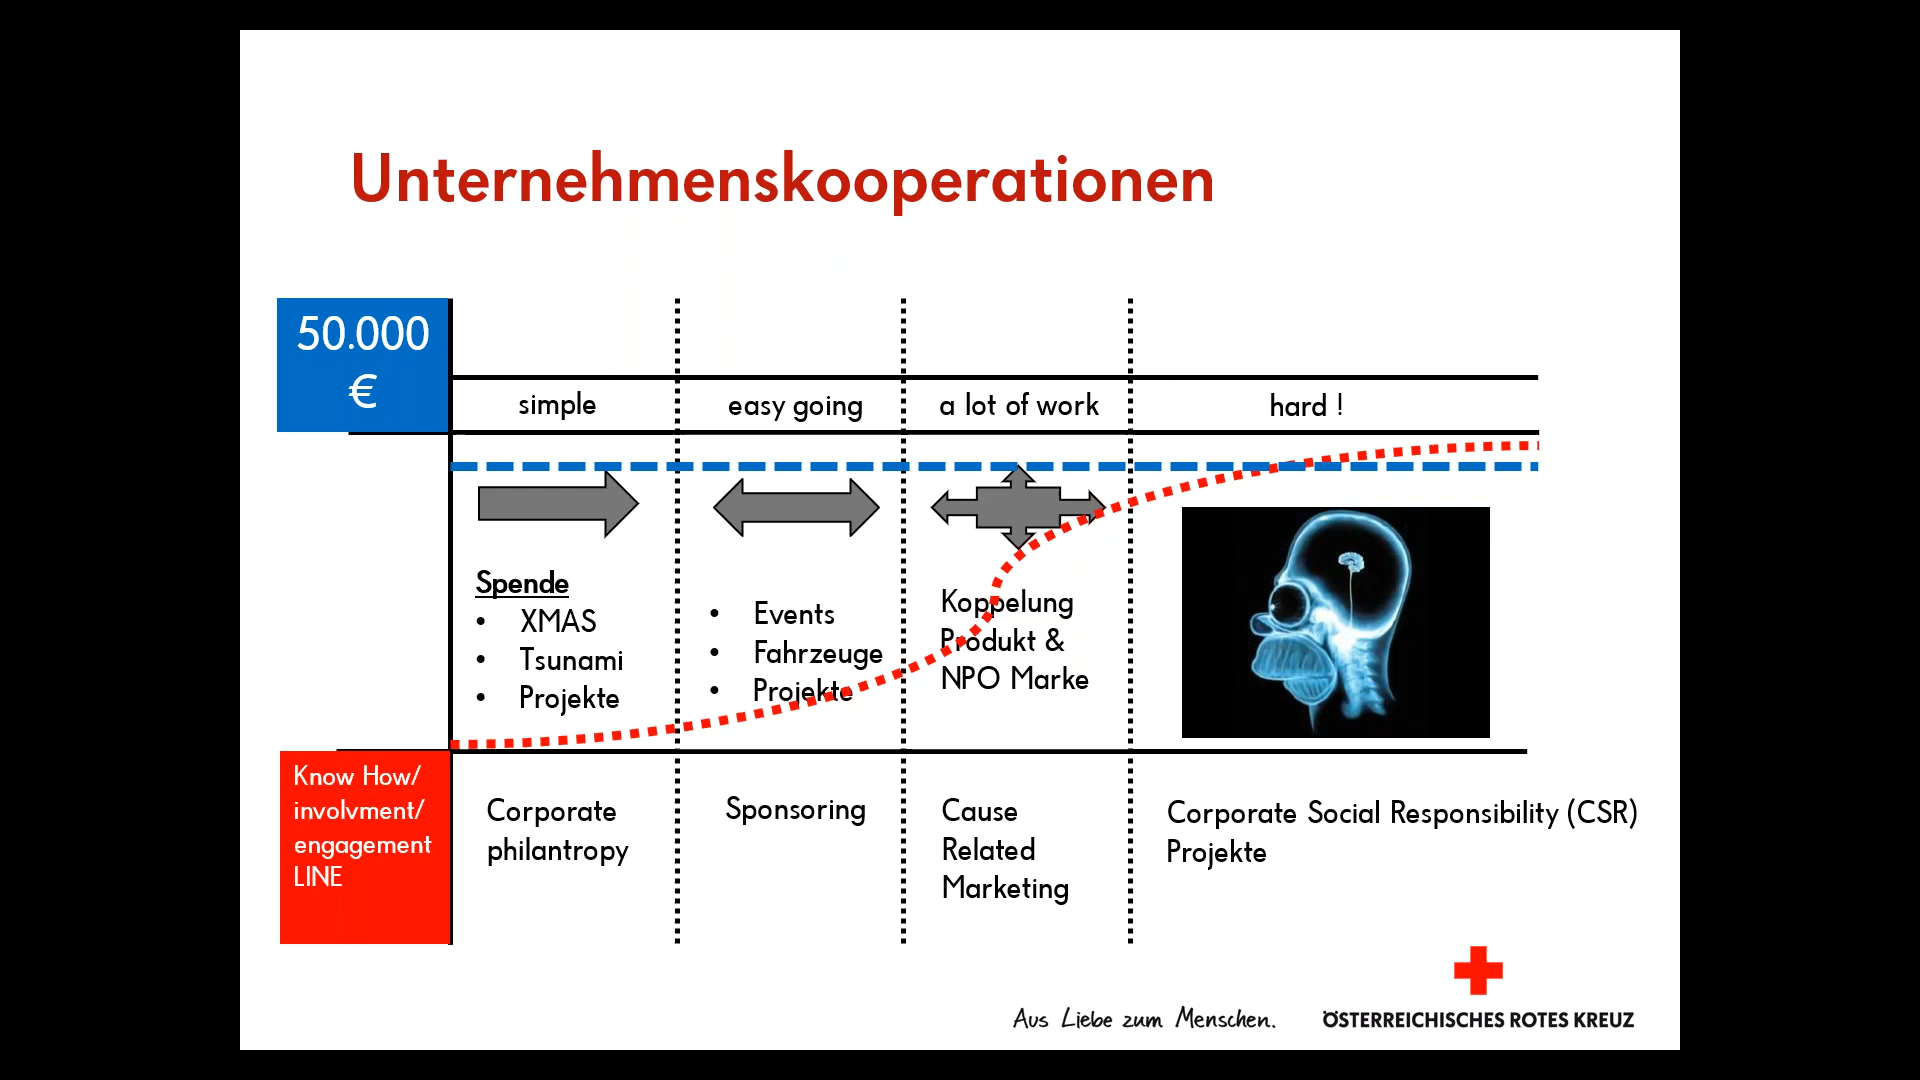 Unternehmenskooperationen
50.000
€
simple
easy going
a lot of work
hard !
Spende
• XMAS
• Tsunami
• Projekte
• Events
• Fahrzeuge
• Projekte
Koppelung
Produkt &
NPO Marke
Know How/
involvment/
engagement
LINE
Corporate
philantropy
Sponsoring
Cause
Related
Marketing
Corporate Social Responsibility (CSR)
Projekte
Aus Liebe zum Menschen.
ÖSTERREICHISCHES ROTES KREUZ